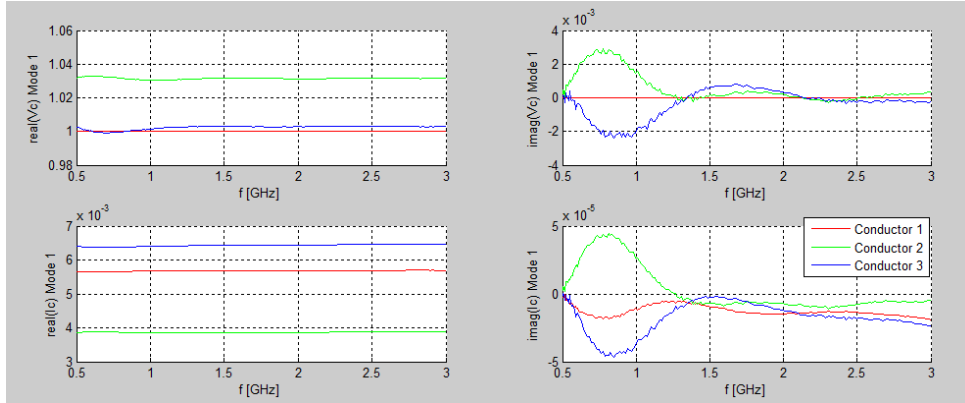 1.06
1.04
1.02
1
0.98
real(Vc) Mode 1
0.5 1 1.5 2 2.5 3
f [GHz]
x 10^-3
4
2
0
-2
-4
imag(Vc) Mode 1
0.5 1 1.5 2 2.5 3
f [GHz]
x 10^-3
7
6
5
4
3
real(Ic) Mode 1
0.5 1 1.5 2 2.5 3
f [GHz]
x 10^-5
5
0
-5
imag(Ic) Mode 1
0.5 1 1.5 2 2.5 3
f [GHz]
Conductor 1
Conductor 2
Conductor 3